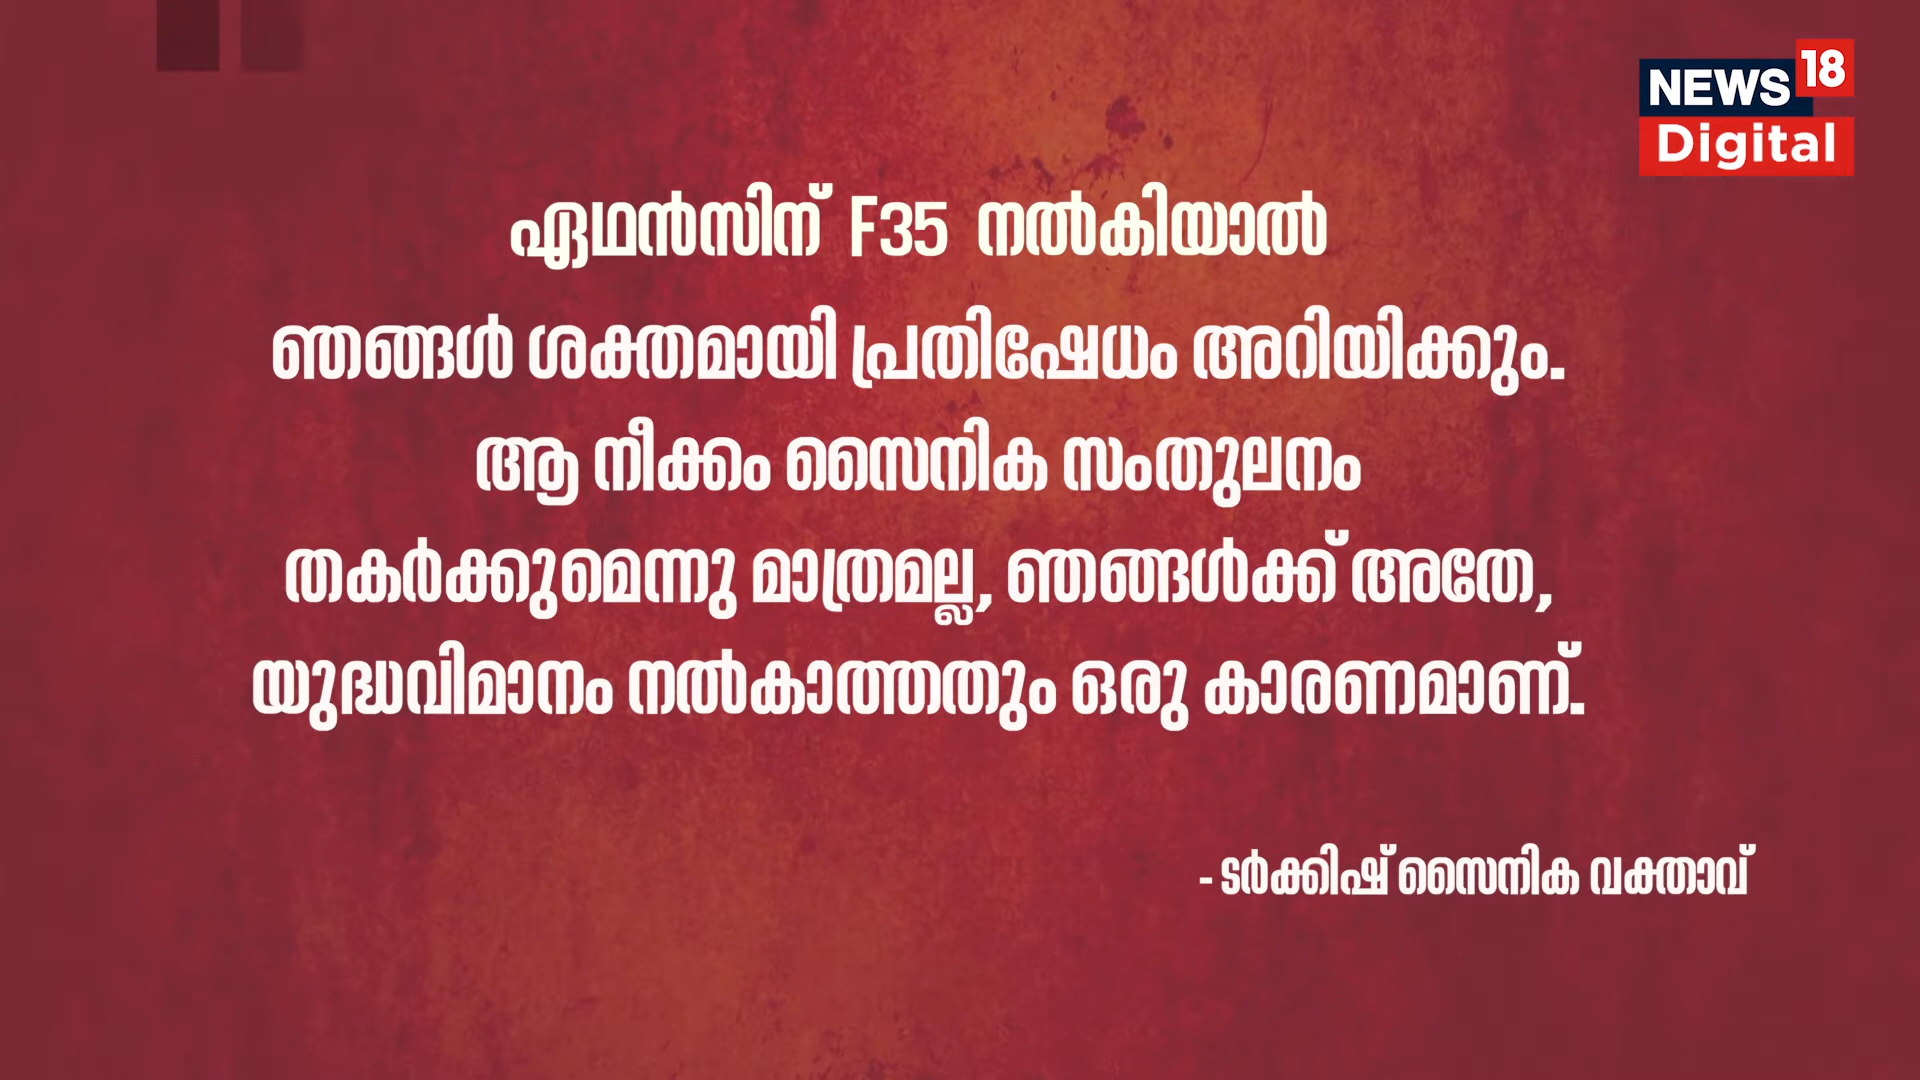 NEWS 18
Digital
ഏഥൻസിന് F35 നൽകിയാൽ
ഞങ്ങൾ ശക്തമായി പ്രതിഷേധം അറിയിക്കും.
ആ നീക്കം സൈനിക സംതുലനം
തകർക്കുമെന്നു മാത്രമല്ല, ഞങ്ങൾക്ക് അതേ,
യുദ്ധവിമാനം നൽകാത്തതും ഒരു കാരണമാണ്.
- ടർക്കിഷ് സൈനിക വക്താവ്